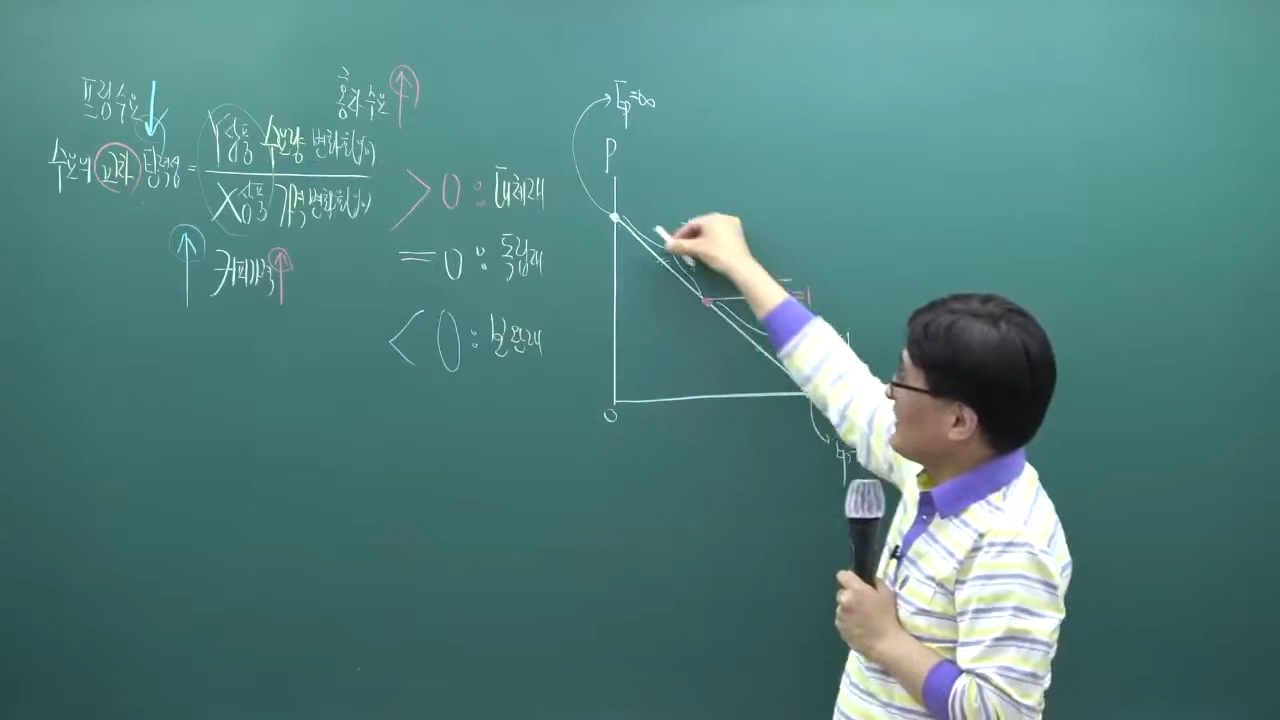 프림수요↓
홍차수요↑
수요의 교차 탄력성 = Y상품 수요량 변화율(%)
X상품 가격 변화율(%)
↑ 커피가격↑
> 0 : 대체재
= 0 : 독립재
< 0 : 보완재
Ep=∞
P
0